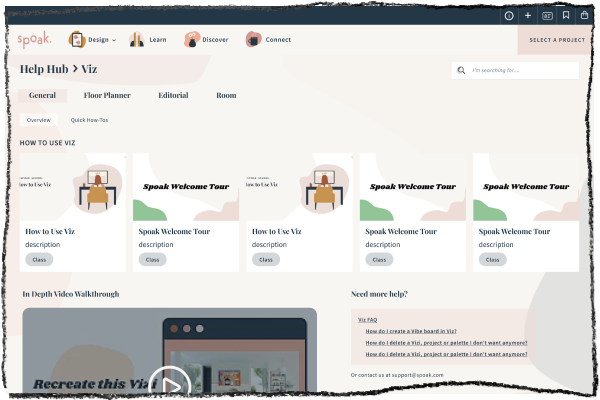 spoak.
Design
Learn
Discover
Connect
SELECT A PROJECT
Help Hub > Viz
I'm searching for...
General
Floor Planner
Editorial
Room
Overview
Quick How-Tos
HOW TO USE VIZ
How to Use Viz
Spoak Welcome Tour
How to Use Viz
Spoak Welcome Tour
Spoak Welcome Tour
How to Use Viz
description
Class
Spoak Welcome Tour
description
Class
How to Use Viz
description
Class
Spoak Welcome Tour
description
Class
Spoak Welcome Tour
description
Class
In Depth Video Walkthrough
Recreate this Viz
Need more help?
Viz FAQ
How do I create a Vibe board in Viz?
How do I delete a Vizi, project or palette I don't want anymore?
How do I delete a Vizi, project or palette I don't want anymore?
Or contact us at support@spoak.com